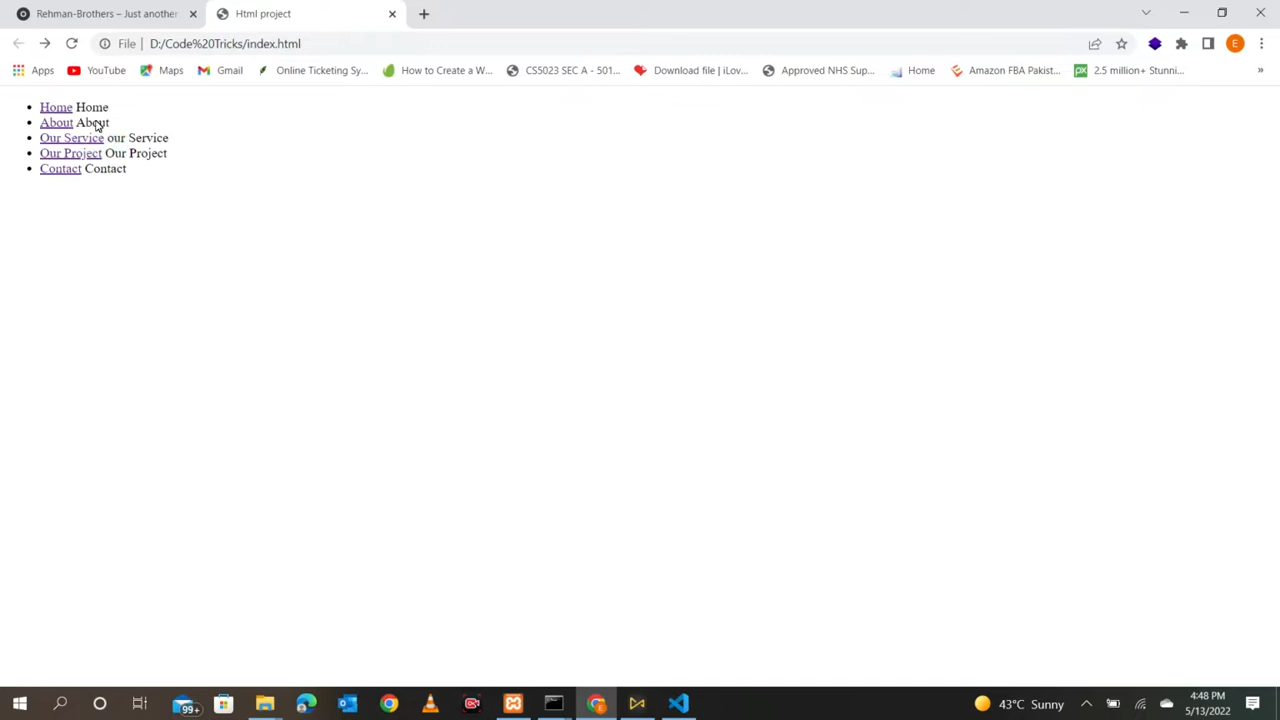 Rehman-Brothers – Just another
Html project
File
D:/Code%20Tricks/index.html
E
Apps
YouTube
Maps
Gmail
Online Ticketing Sy...
How to Create a W...
CS5023 SEC A - 501...
Download file | iLov...
Approved NHS Sup...
Home
Amazon FBA Pakist...
px
2.5 million+ Stunni...
»
• Home Home
• About About
• Our Service our Service
• Our Project Our Project
• Contact Contact
99+
43°C Sunny
4:48 PM
5/13/2022